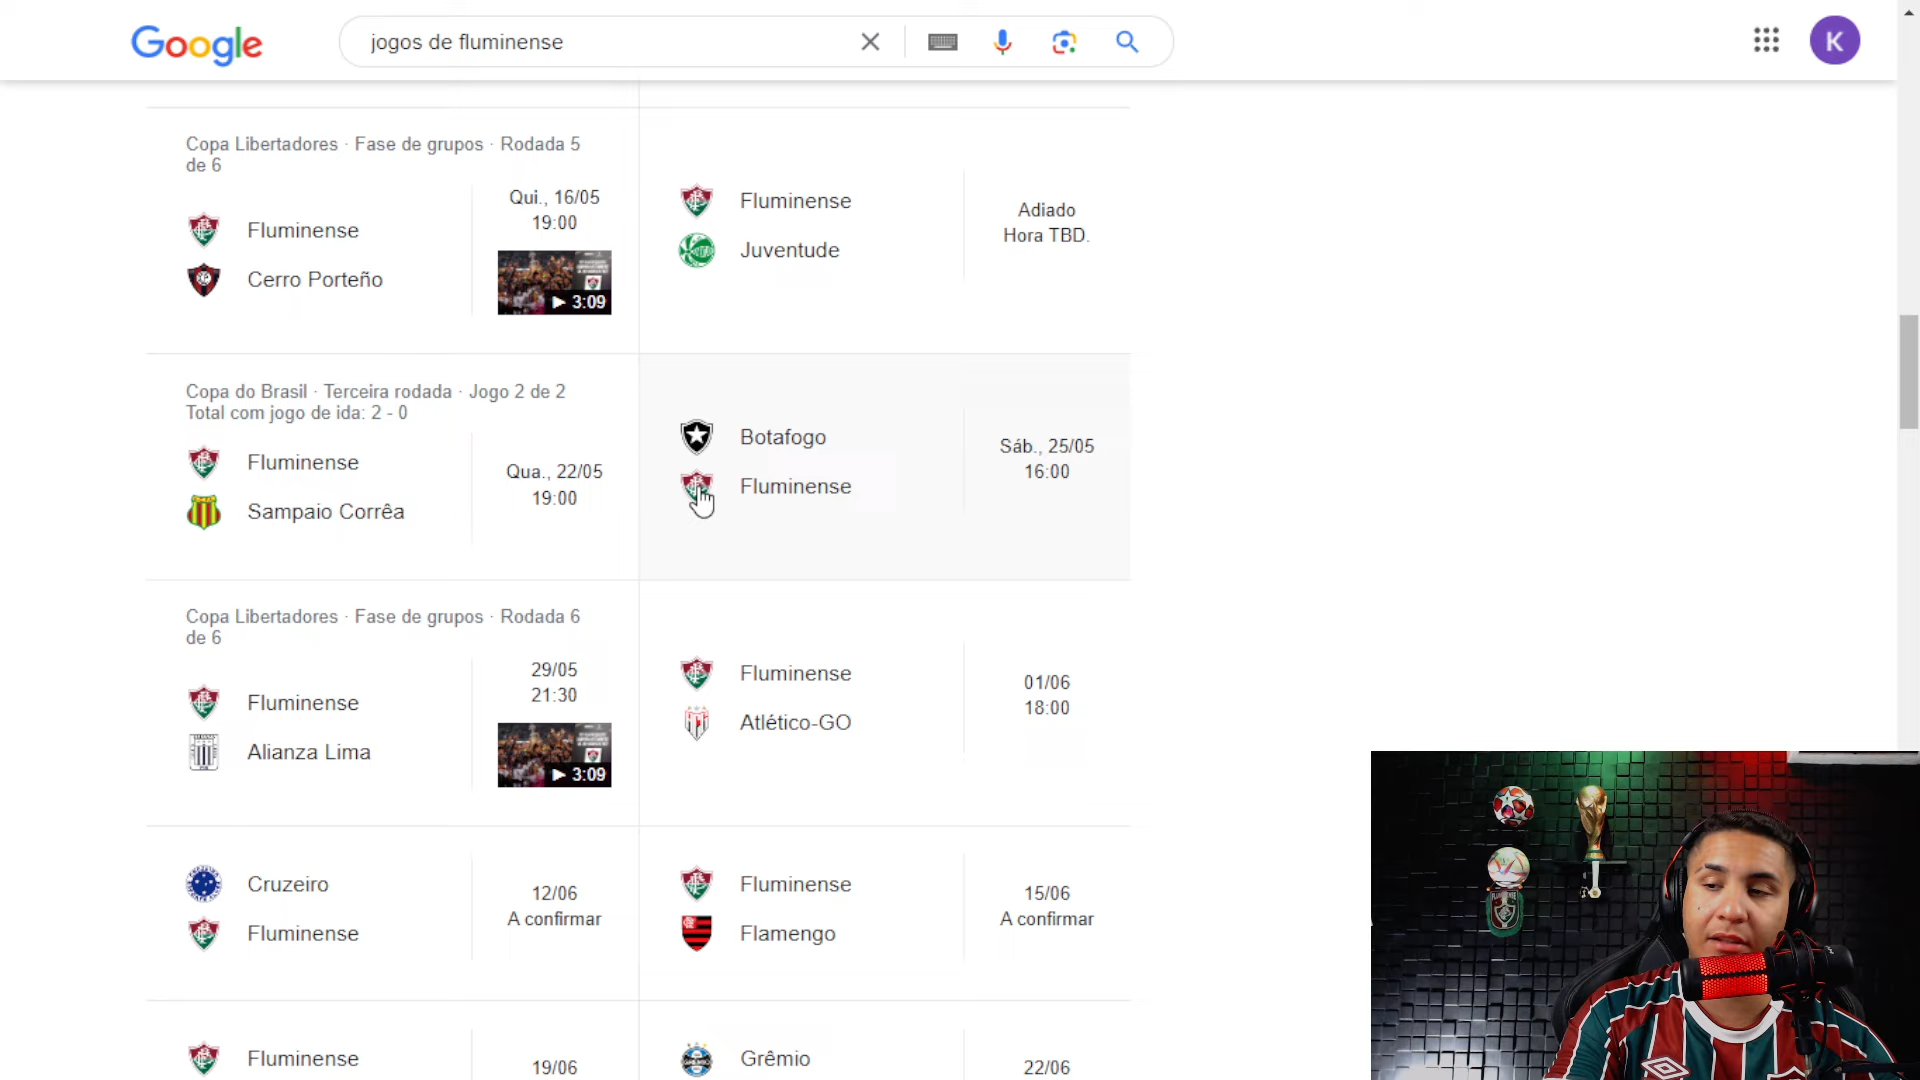 Google
jogos de fluminense
K
Copa Libertadores · Fase de grupos · Rodada 5
de 6
Fluminense
Cerro Porteño
Qui., 16/05
19:00
3:09
Fluminense
Juventude
Adiado
Hora TBD.
Copa do Brasil · Terceira rodada · Jogo 2 de 2
Total com jogo de ida: 2 - 0
Fluminense
Sampaio Corrêa
Qua., 22/05
19:00
Botafogo
Fluminense
Sáb., 25/05
16:00
Copa Libertadores · Fase de grupos · Rodada 6
de 6
Fluminense
Alianza Lima
29/05
21:30
3:09
Fluminense
Atlético-GO
01/06
18:00
Cruzeiro
Fluminense
12/06
A confirmar
Fluminense
Flamengo
15/06
A confirmar
Fluminense
19/06
Grêmio
22/06